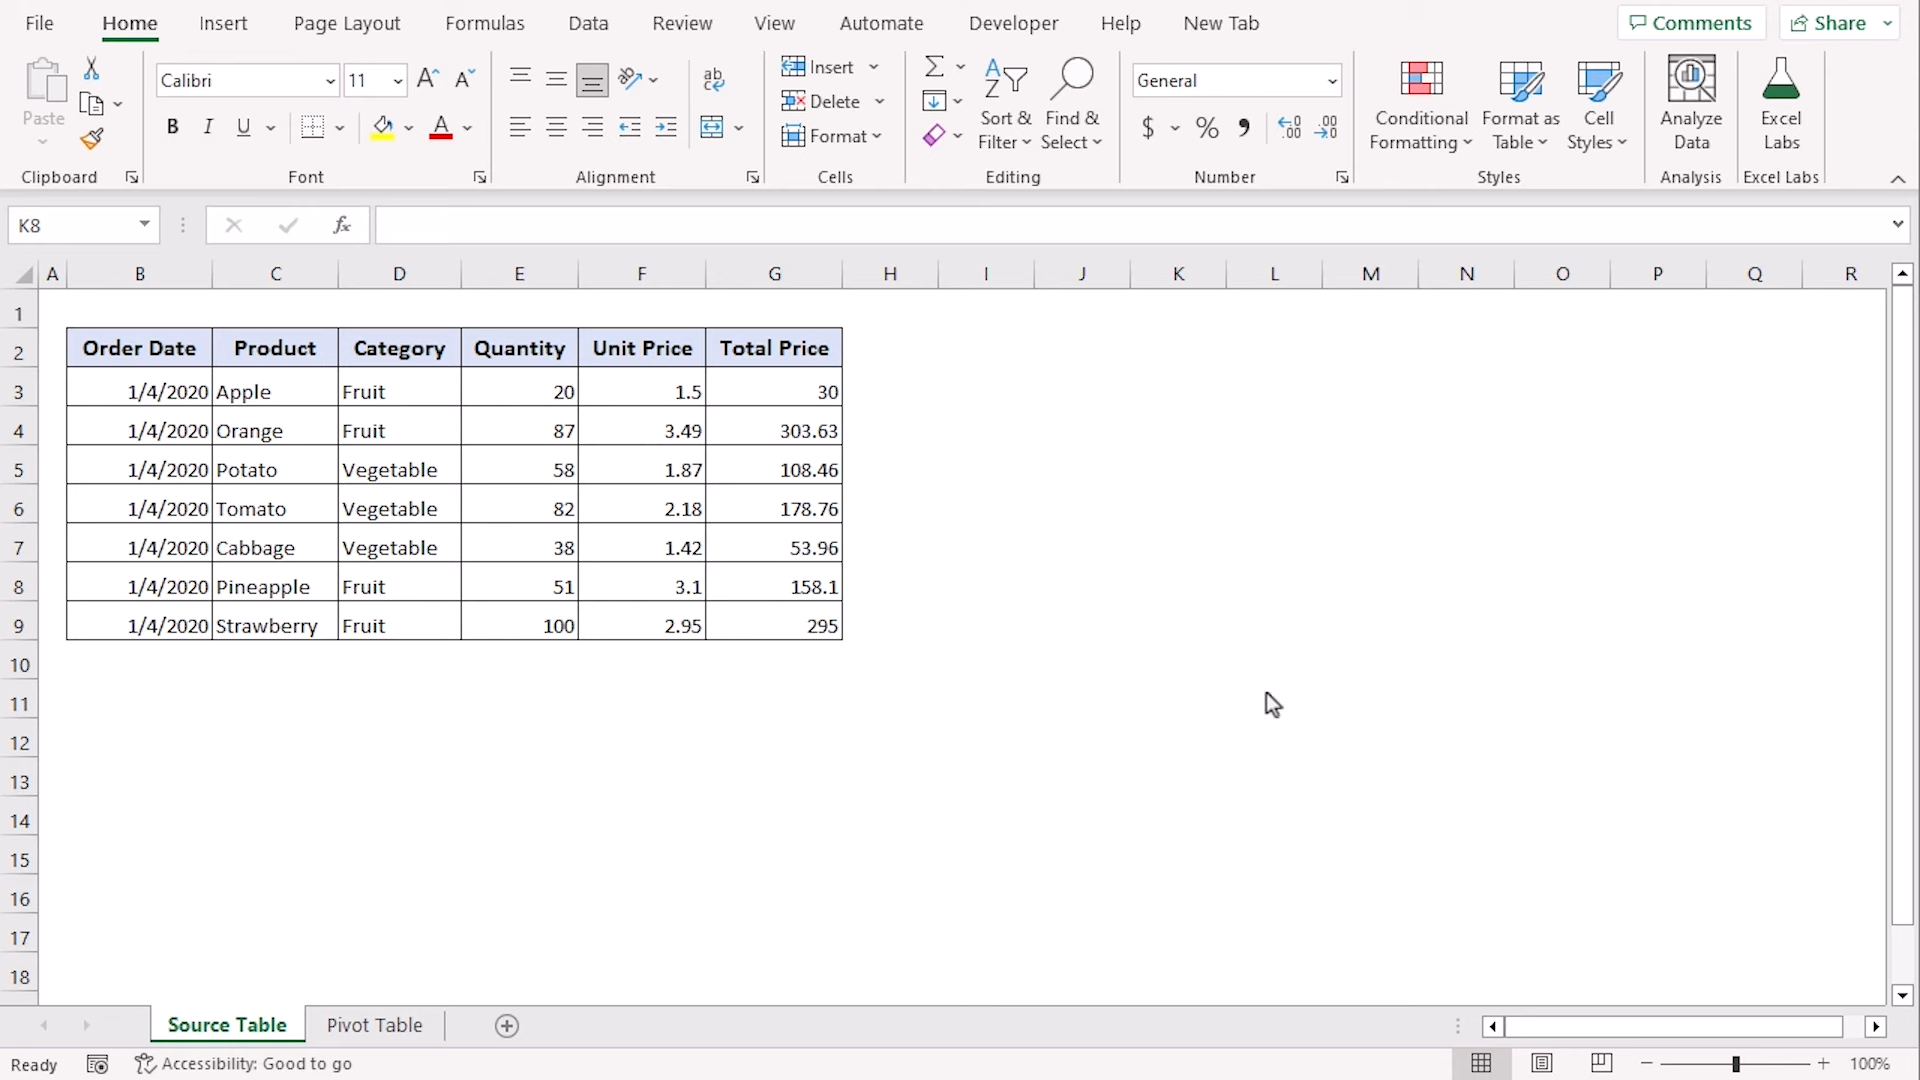 File Home Insert Page Layout Formulas Data Review View Automate Developer Help New Tab Comments Share
Paste
Clipboard
Calibri 11
B I U A
Font
ab
Alignment
Insert
Delete
Format
Cells
Sort & Filter
Find & Select
Editing
General
$ % 9 .00 .00
Number
Conditional Formatting
Format as Table
Cell Styles
Styles
Analyze Data
Analysis
Excel Labs
Excel Labs
K8 fx
A B C D E F G H I J K L M N O P Q R
1
2 Order Date Product Category Quantity Unit Price Total Price
3 1/4/2020 Apple Fruit 20 1.5 30
4 1/4/2020 Orange Fruit 87 3.49 303.63
5 1/4/2020 Potato Vegetable 58 1.87 108.46
6 1/4/2020 Tomato Vegetable 82 2.18 178.76
7 1/4/2020 Cabbage Vegetable 38 1.42 53.96
8 1/4/2020 Pineapple Fruit 51 3.1 158.1
9 1/4/2020 Strawberry Fruit 100 2.95 295
10
11
12
13
14
15
16
17
18
Source Table Pivot Table
Ready Accessibility: Good to go 100%